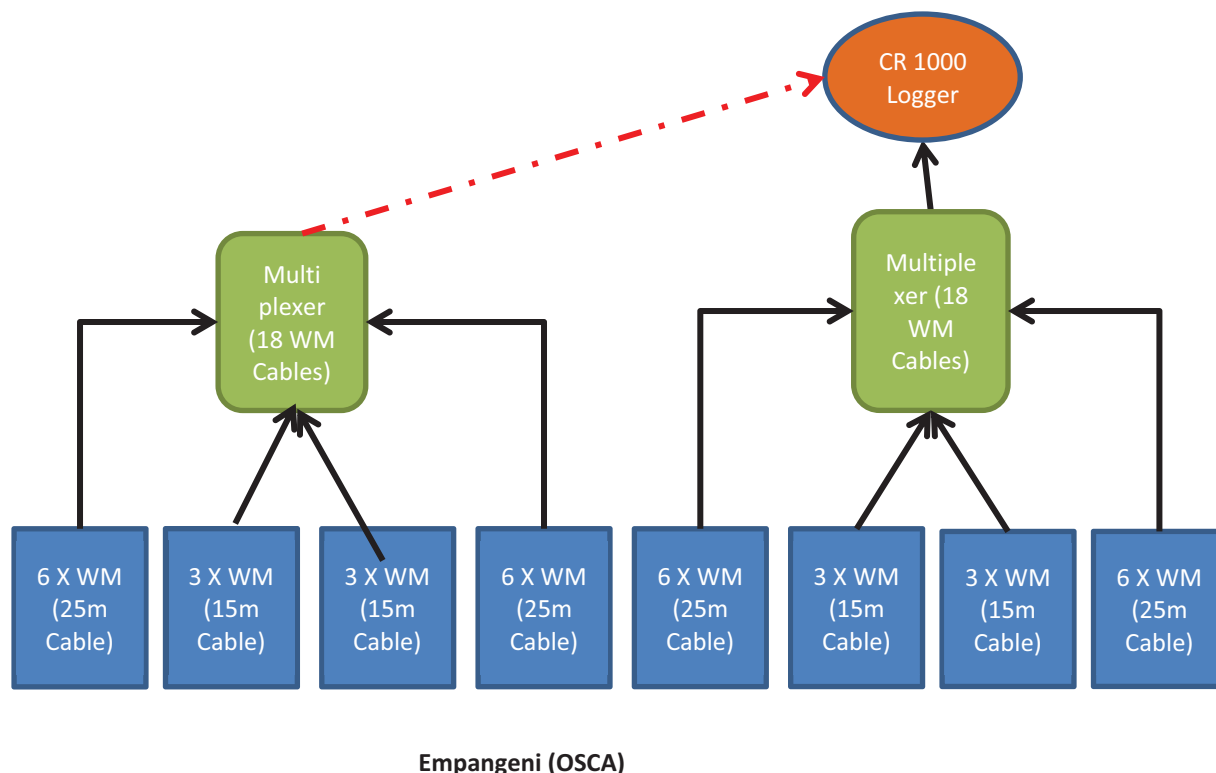 CR 1000
Logger
Multi
plexer
(18 WM
Cables)
Multiple
xer (18
WM
Cables)
6 X WM
(25m
Cable)
3 X WM
(15m
Cable)
3 X WM
(15m
Cable)
6 X WM
(25m
Cable)
6 X WM
(25m
Cable)
3 X WM
(15m
Cable)
3 X WM
(15m
Cable)
6 X WM
(25m
Cable)
Empangeni (OSCA)